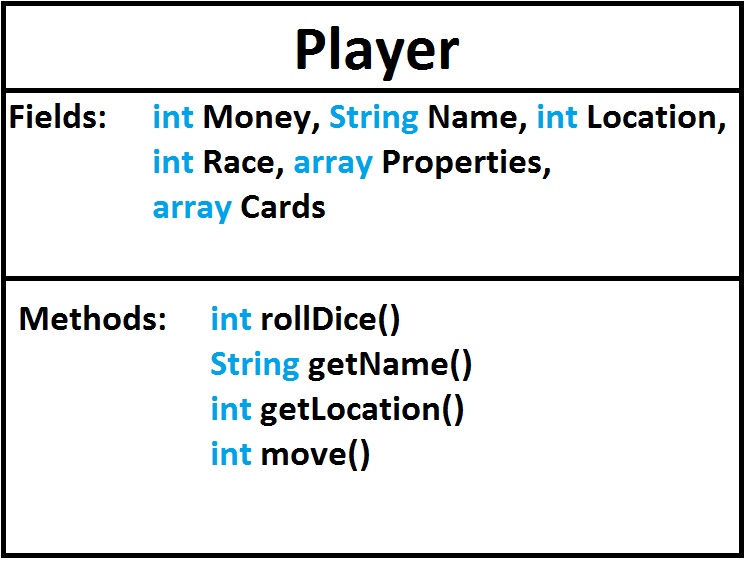 Player
Fields: int Money, String Name, int Location,
int Race, array Properties,
array Cards
Methods: int rollDice()
String getName()
int getLocation()
int move()